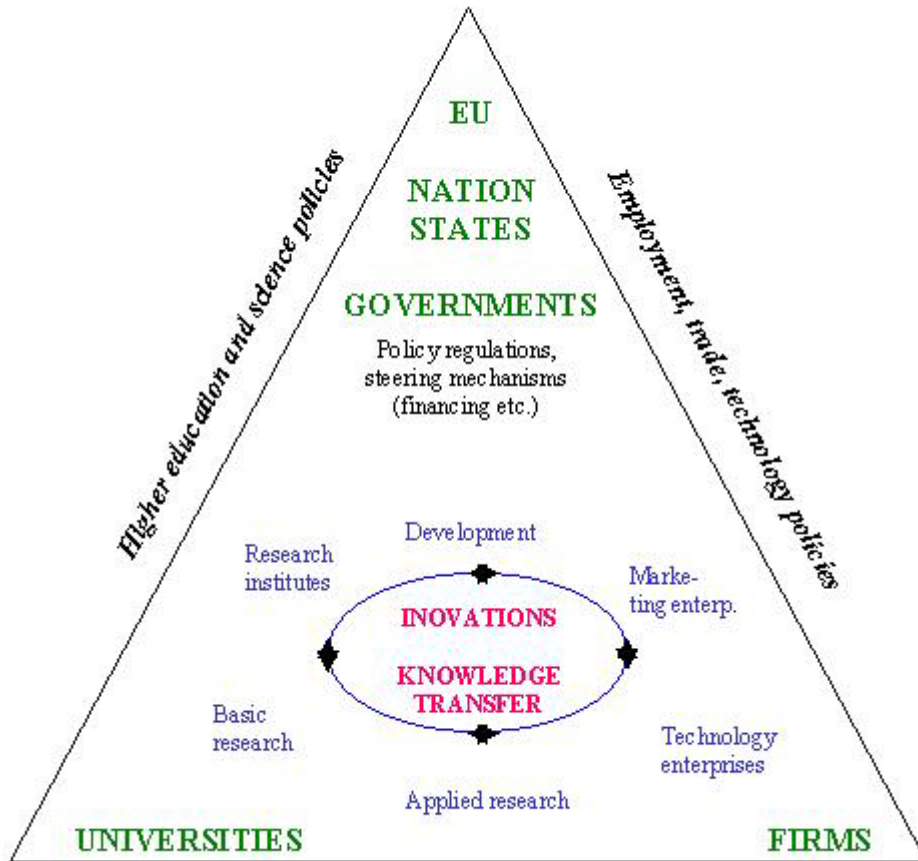 EU
NATION
STATES
GOVERNMENTS
Policy regulations,
steering mechanisms
(financing etc.)
Higher education and science policies
Employment, trade, technology policies
Development
Research
institutes
Marke-
ting enterp.
INOVATIONS
KNOWLEDGE
TRANSFER
Basic
research
Technology
enterprises
Applied research
UNIVERSITIES
FIRMS